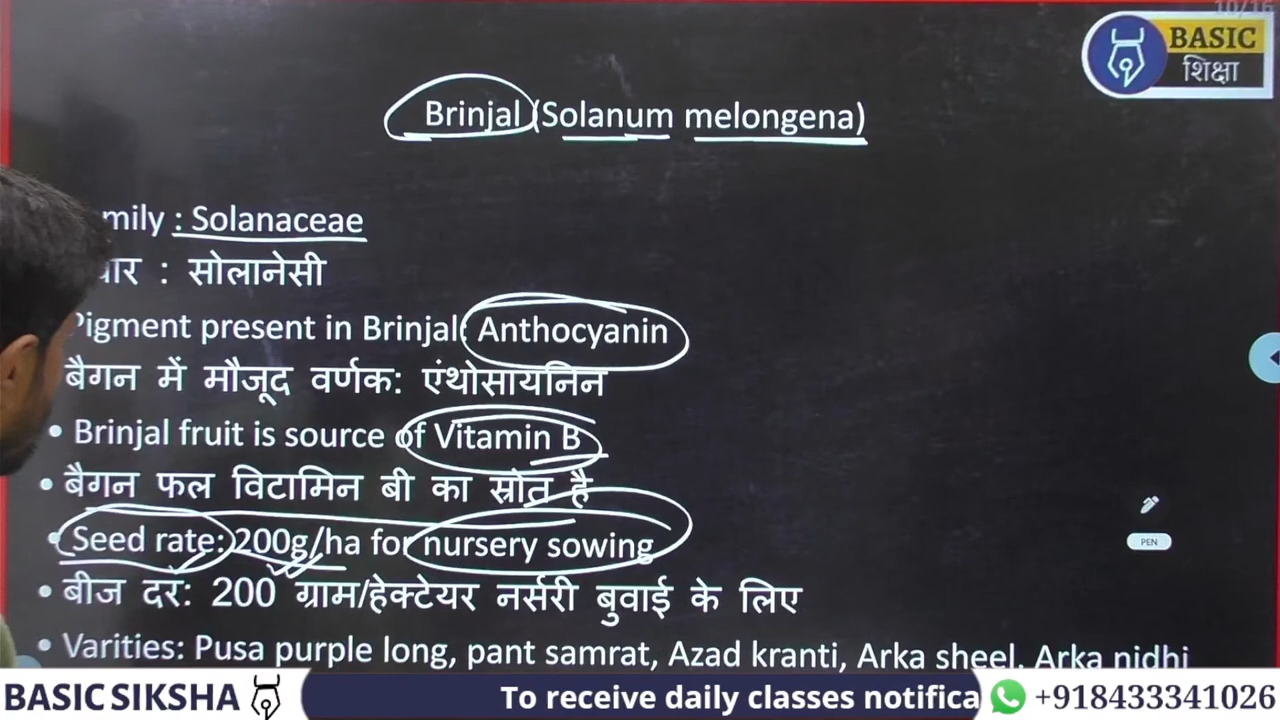 10/16
BASIC
शिक्षा
Brinjal (Solanum melongena)
mily : Solanaceae
वार : सोलानेसी
Pigment present in Brinjal: Anthocyanin
बैगन में मौजूद वर्णक: एंथोसायनिन
• Brinjal fruit is source of Vitamin B
• बैगन फल विटामिन बी का स्रोत है
• Seed rate: 200g/ha for nursery sowing
• बीज दर: 200 ग्राम/हेक्टेयर नर्सरी बुवाई के लिए
• Varities: Pusa purple long, pant samrat, Azad kranti, Arka sheel, Arka nidhi
PEN
BASIC SIKSHA To receive daily classes notifica +918433341026